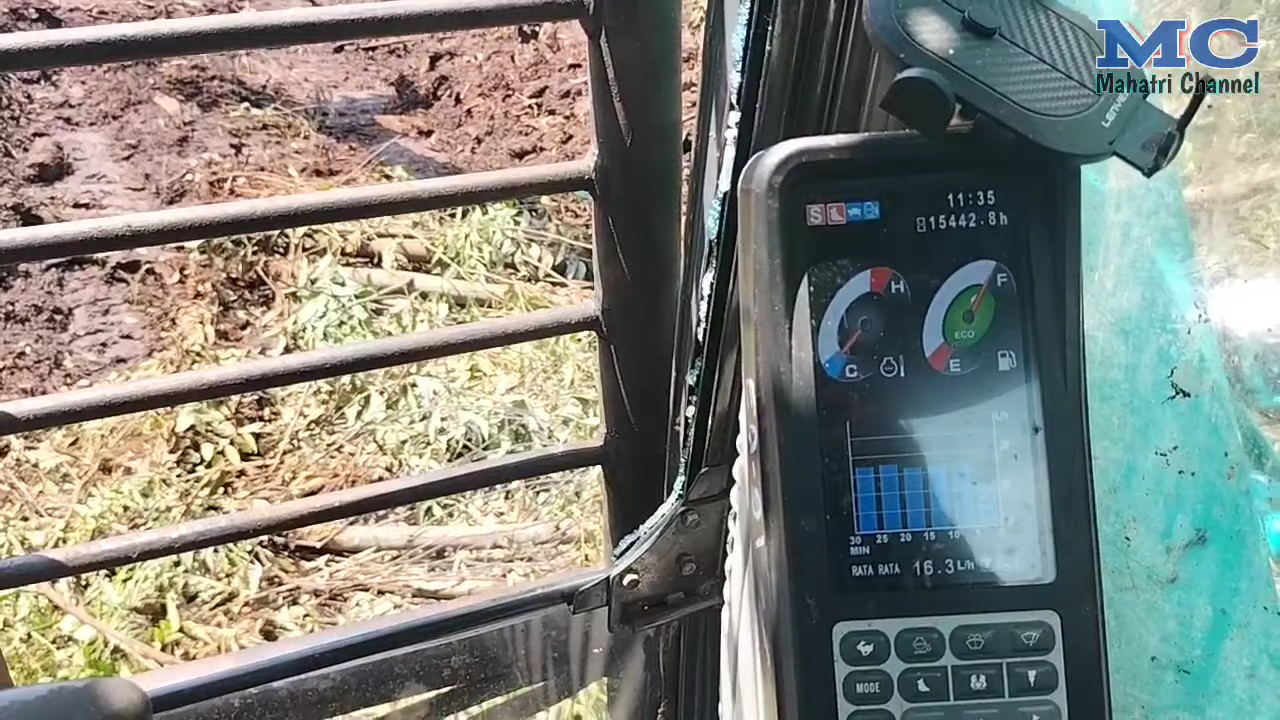 MC
Mahatri Channel
S
11:35
15442.8h
H
F
C
ECO
E
30 25 20 15 10
MIN
RATA RATA 16.3 L/h
MODE